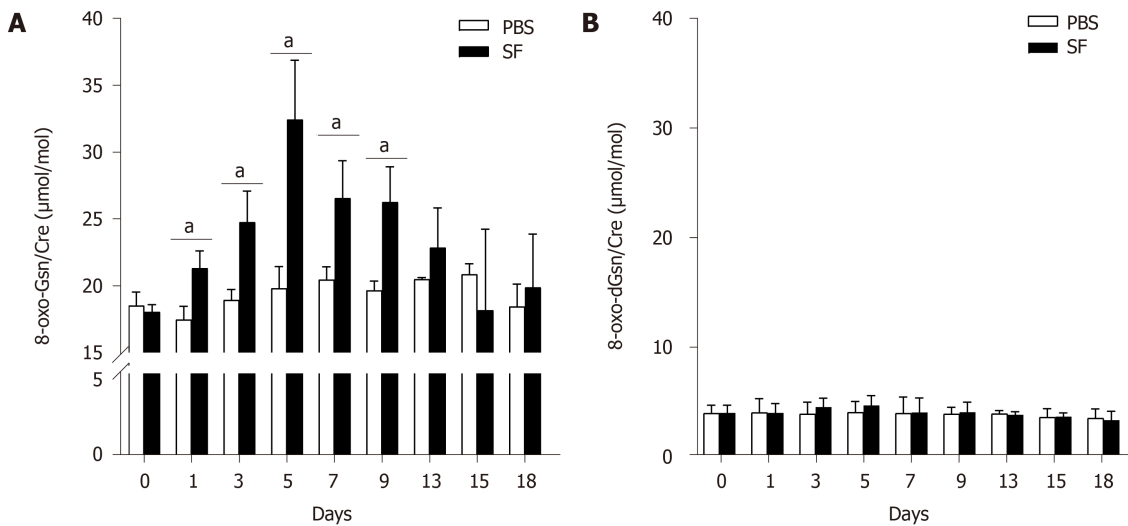 A
8-oxo-Gsn/Cre (µmol/mol)
40
35
30
25
20
15
5
0
a
a
a
a
a
PBS
SF
0 1 3 5 7 9 13 15 18
Days
B
8-oxo-dGsn/Cre (µmol/mol)
40
30
20
10
0
PBS
SF
0 1 3 5 7 9 13 15 18
Days